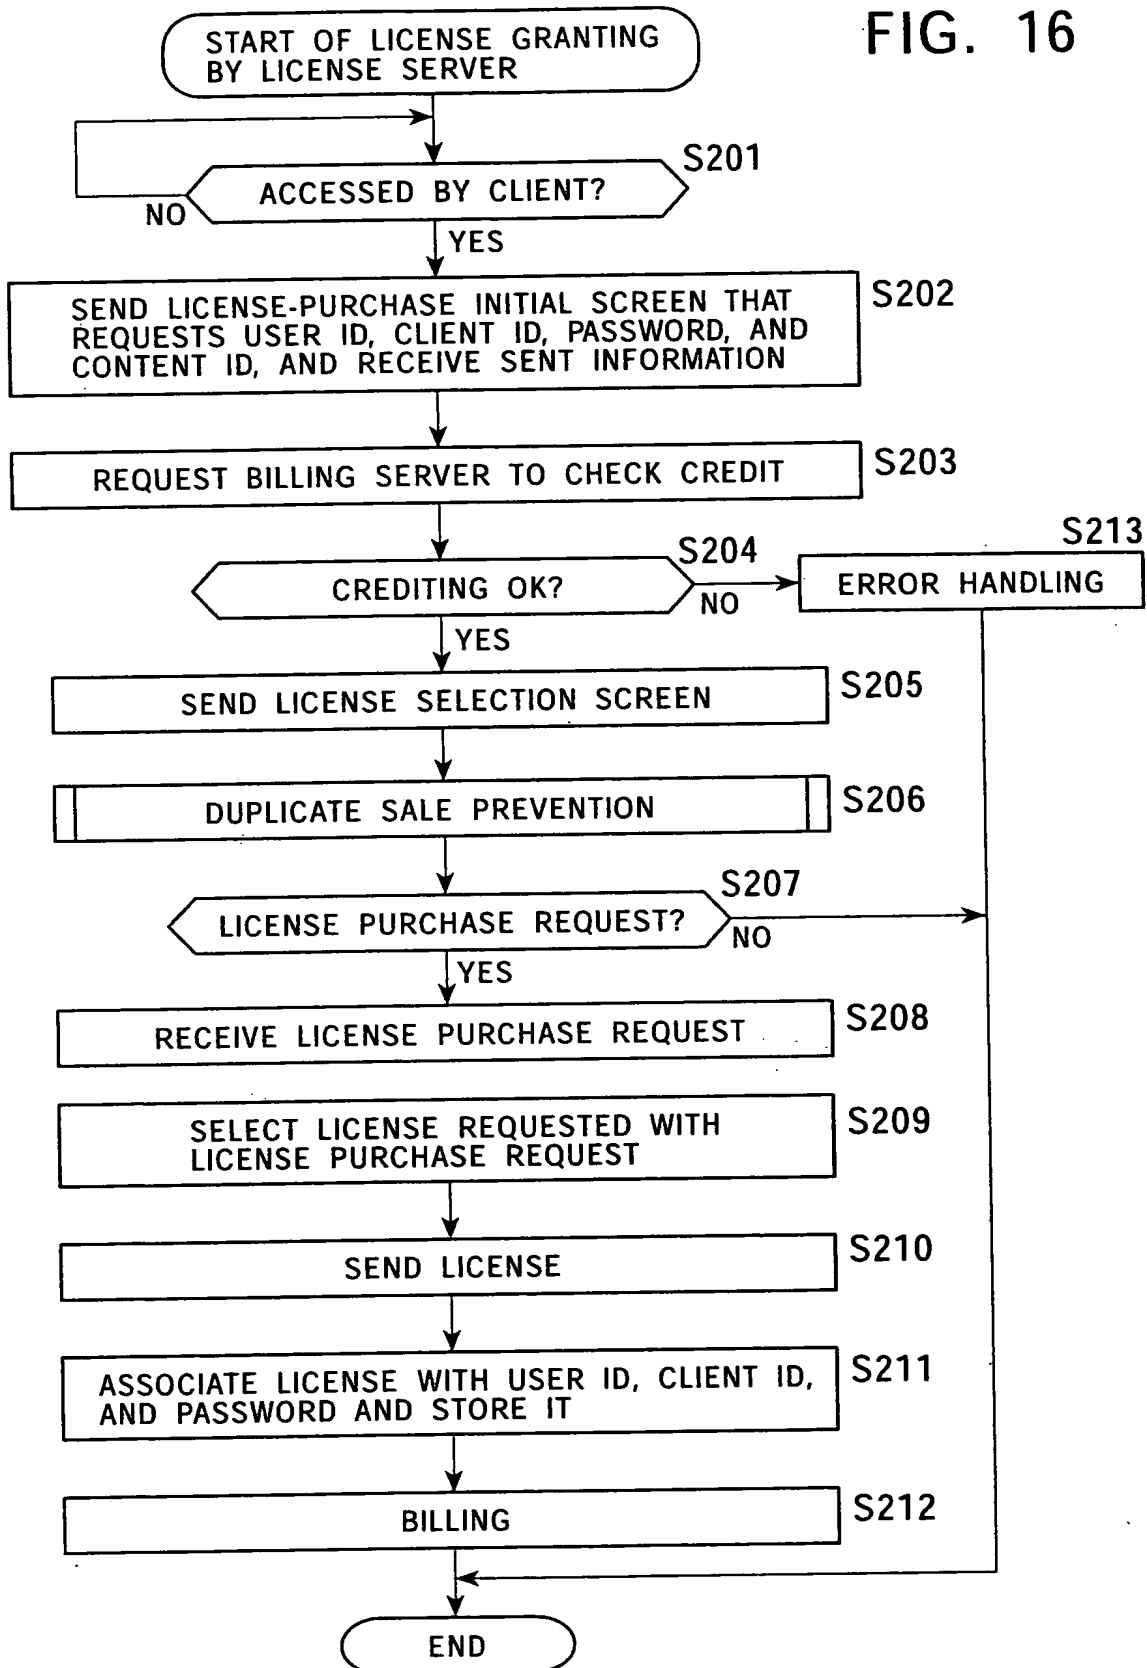 FIG. 16
START OF LICENSE GRANTING
BY LICENSE SERVER
S201
ACCESSED BY CLIENT?
NO
YES
S202
SEND LICENSE-PURCHASE INITIAL SCREEN THAT
REQUESTS USER ID, CLIENT ID, PASSWORD, AND
CONTENT ID, AND RECEIVE SENT INFORMATION
S203
REQUEST BILLING SERVER TO CHECK CREDIT
S204
CREDITING OK?
NO
S213
ERROR HANDLING
YES
S205
SEND LICENSE SELECTION SCREEN
S206
DUPLICATE SALE PREVENTION
S207
LICENSE PURCHASE REQUEST?
NO
YES
S208
RECEIVE LICENSE PURCHASE REQUEST
S209
SELECT LICENSE REQUESTED WITH
LICENSE PURCHASE REQUEST
S210
SEND LICENSE
S211
ASSOCIATE LICENSE WITH USER ID, CLIENT ID,
AND PASSWORD AND STORE IT
S212
BILLING
END